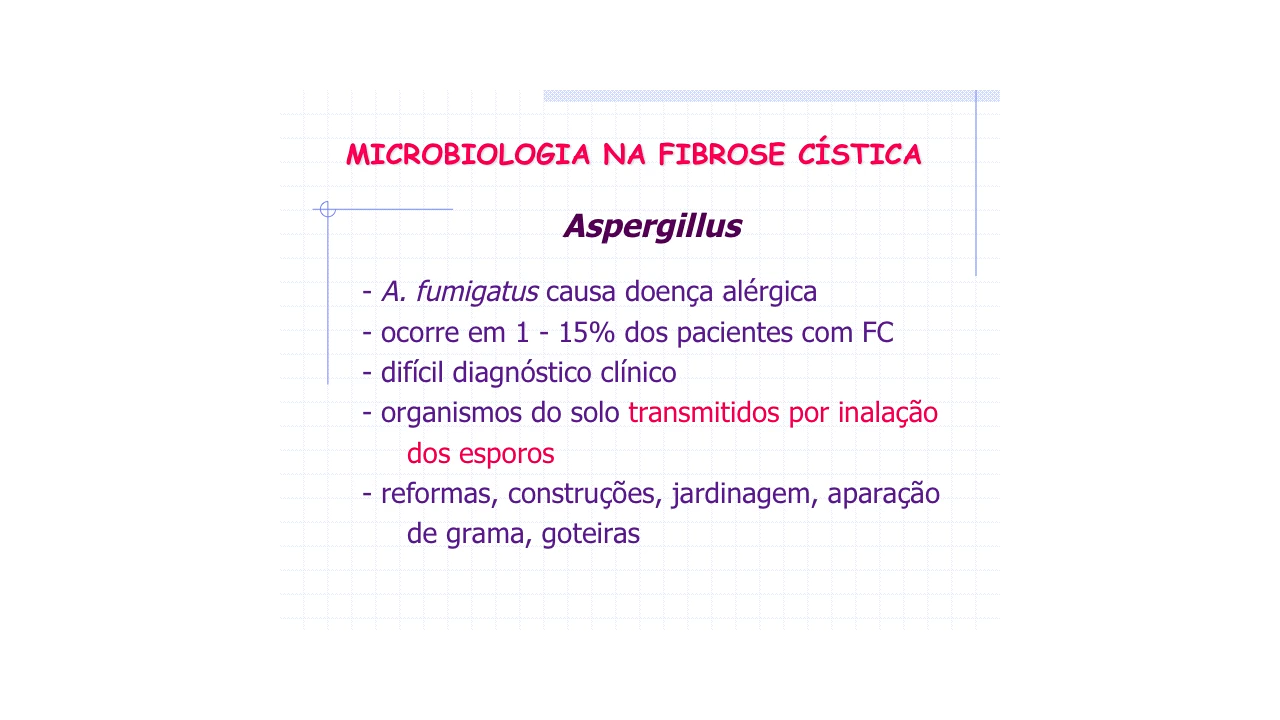 MICROBIOLOGIA NA FIBROSE CÍSTICA
Aspergillus
- A. fumigatus causa doença alérgica
- ocorre em 1 - 15% dos pacientes com FC
- difícil diagnóstico clínico
- organismos do solo transmitidos por inalação
dos esporos
- reformas, construções, jardinagem, aparação
de grama, goteiras